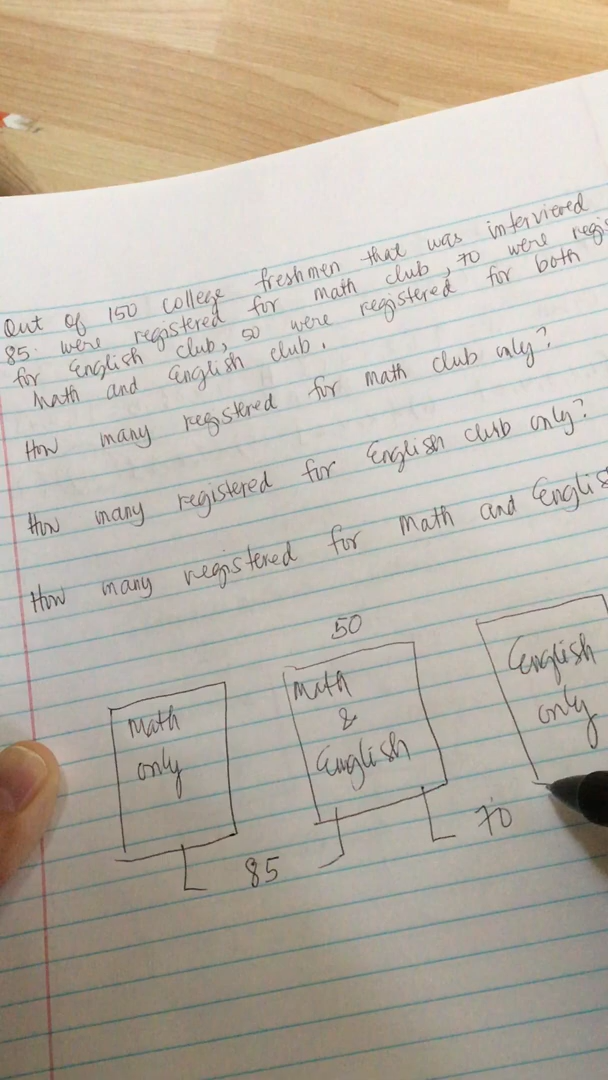 Out of 150 college freshmen that was interviewed
85 were registered for math club, 70 were regis
for English club, 50 were registered for both
math and English club.
How many registered for math club only?
How many registered for English club only?
How many registered for math and Englis
50
Math
only
Math
&
English
English
only
85
70